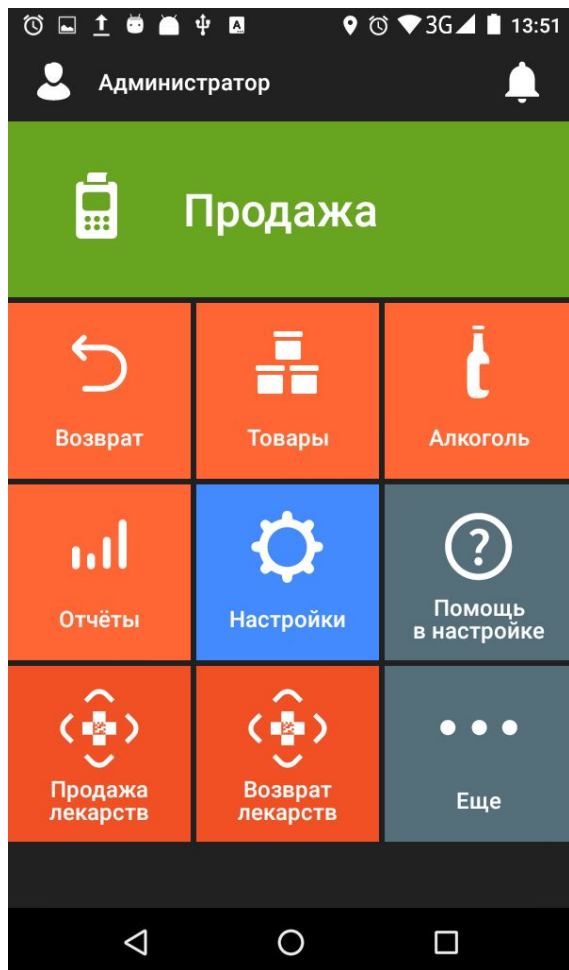 3G 13:51
Администратор
Продажа
Возврат Товары Алкоголь
Отчёты Настройки Помощь
в настройке
Продажа
лекарств
Возврат
лекарств
Еще